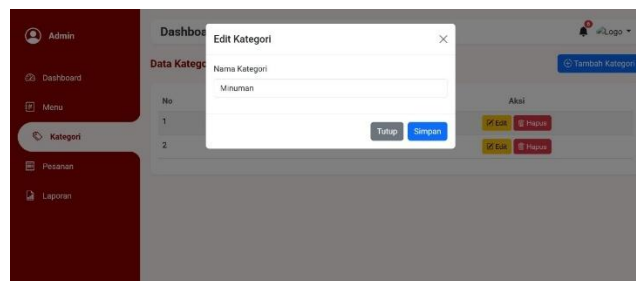 Admin
Dashboard
Menu
Kategori
Pesanan
Laporan
Dashboa
Logo
Data Katego
Tambah Kategori
No
Aksi
1
Edit
Hapus
2
Edit
Hapus
Edit Kategori
Nama Kategori
Minuman
Tutup
Simpan